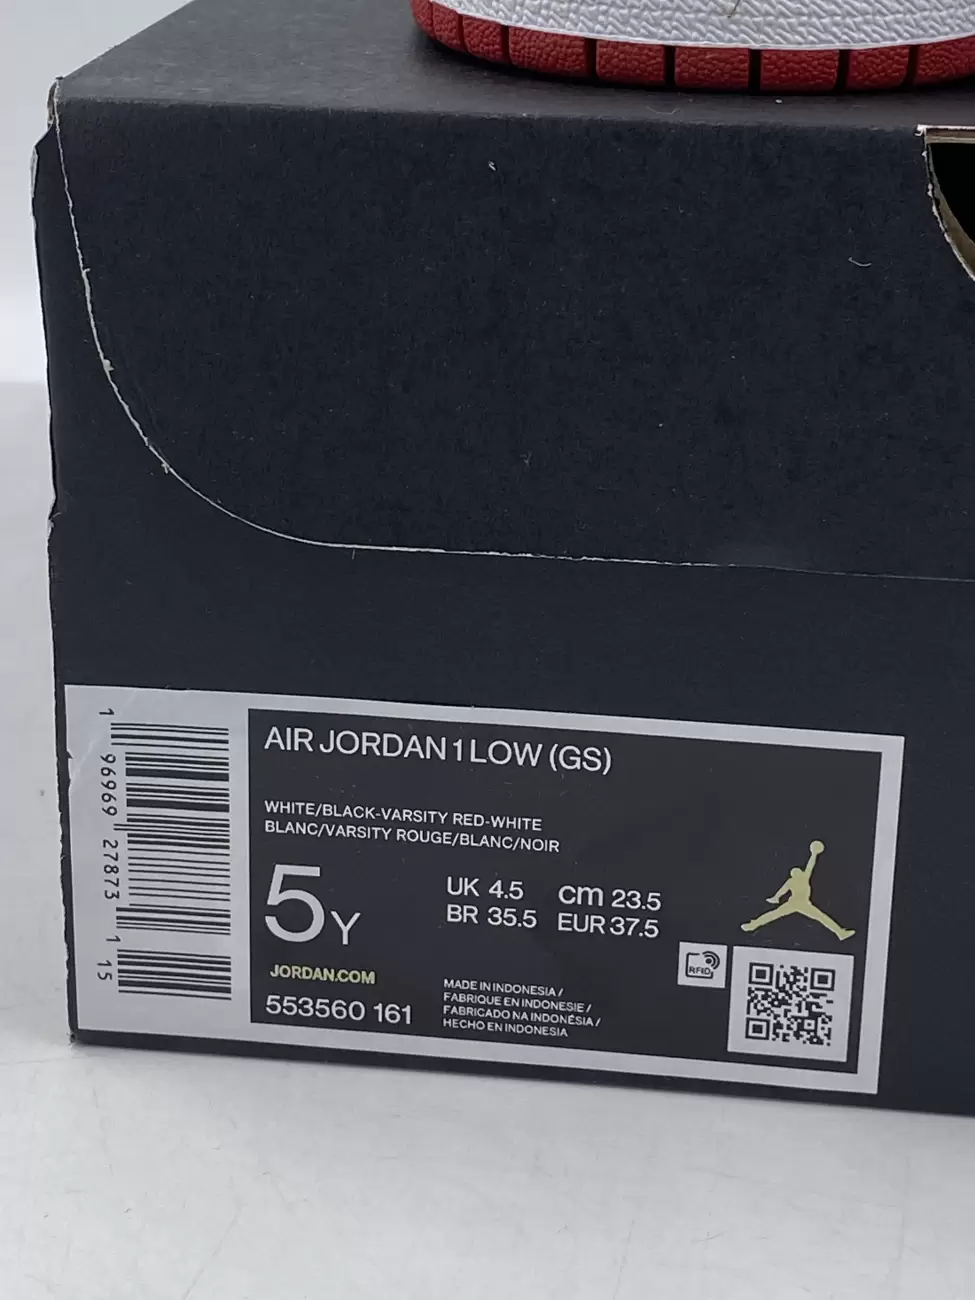 AIR JORDAN 1 LOW (GS)
WHITE/BLACK-VARSITY RED-WHITE
BLANC/VARSITY ROUGE/BLANC/NOIR
5Y
UK 4.5 cm 23.5
BR 35.5 EUR 37.5
JORDAN.COM
553560 161
MADE IN INDONESIA /
FABRIQUE EN INDONESIE /
FABRICADO NA INDONÉSIA /
HECHO EN INDONESIA
RFID
1 96969 27873 1 15